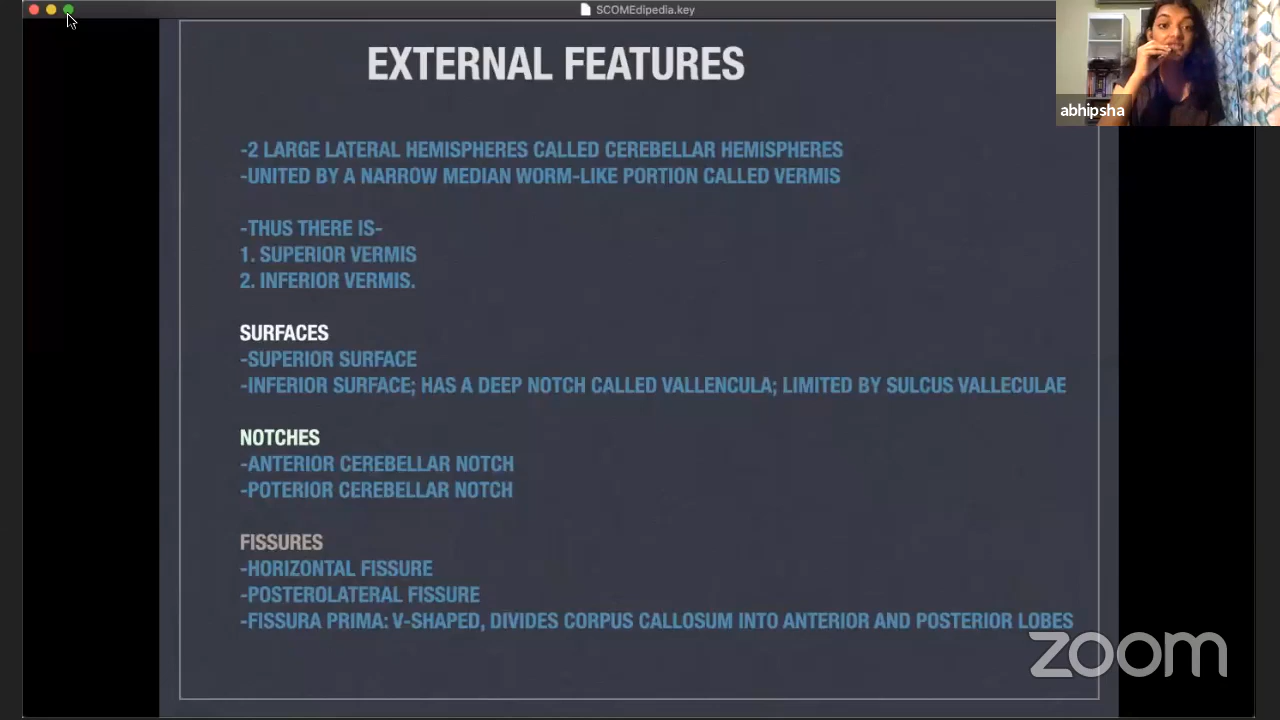 SCOMEdipedia.key
EXTERNAL FEATURES
abhipsha
-2 LARGE LATERAL HEMISPHERES CALLED CEREBELLAR HEMISPHERES
-UNITED BY A NARROW MEDIAN WORM-LIKE PORTION CALLED VERMIS
-THUS THERE IS-
1. SUPERIOR VERMIS
2. INFERIOR VERMIS.
SURFACES
-SUPERIOR SURFACE
-INFERIOR SURFACE; HAS A DEEP NOTCH CALLED VALLENCULA; LIMITED BY SULCUS VALLECULAE
NOTCHES
-ANTERIOR CEREBELLAR NOTCH
-POTERIOR CEREBELLAR NOTCH
FISSURES
-HORIZONTAL FISSURE
-POSTEROLATERAL FISSURE
-FISSURA PRIMA: V-SHAPED, DIVIDES CORPUS CALLOSUM INTO ANTERIOR AND POSTERIOR LOBES
zoom